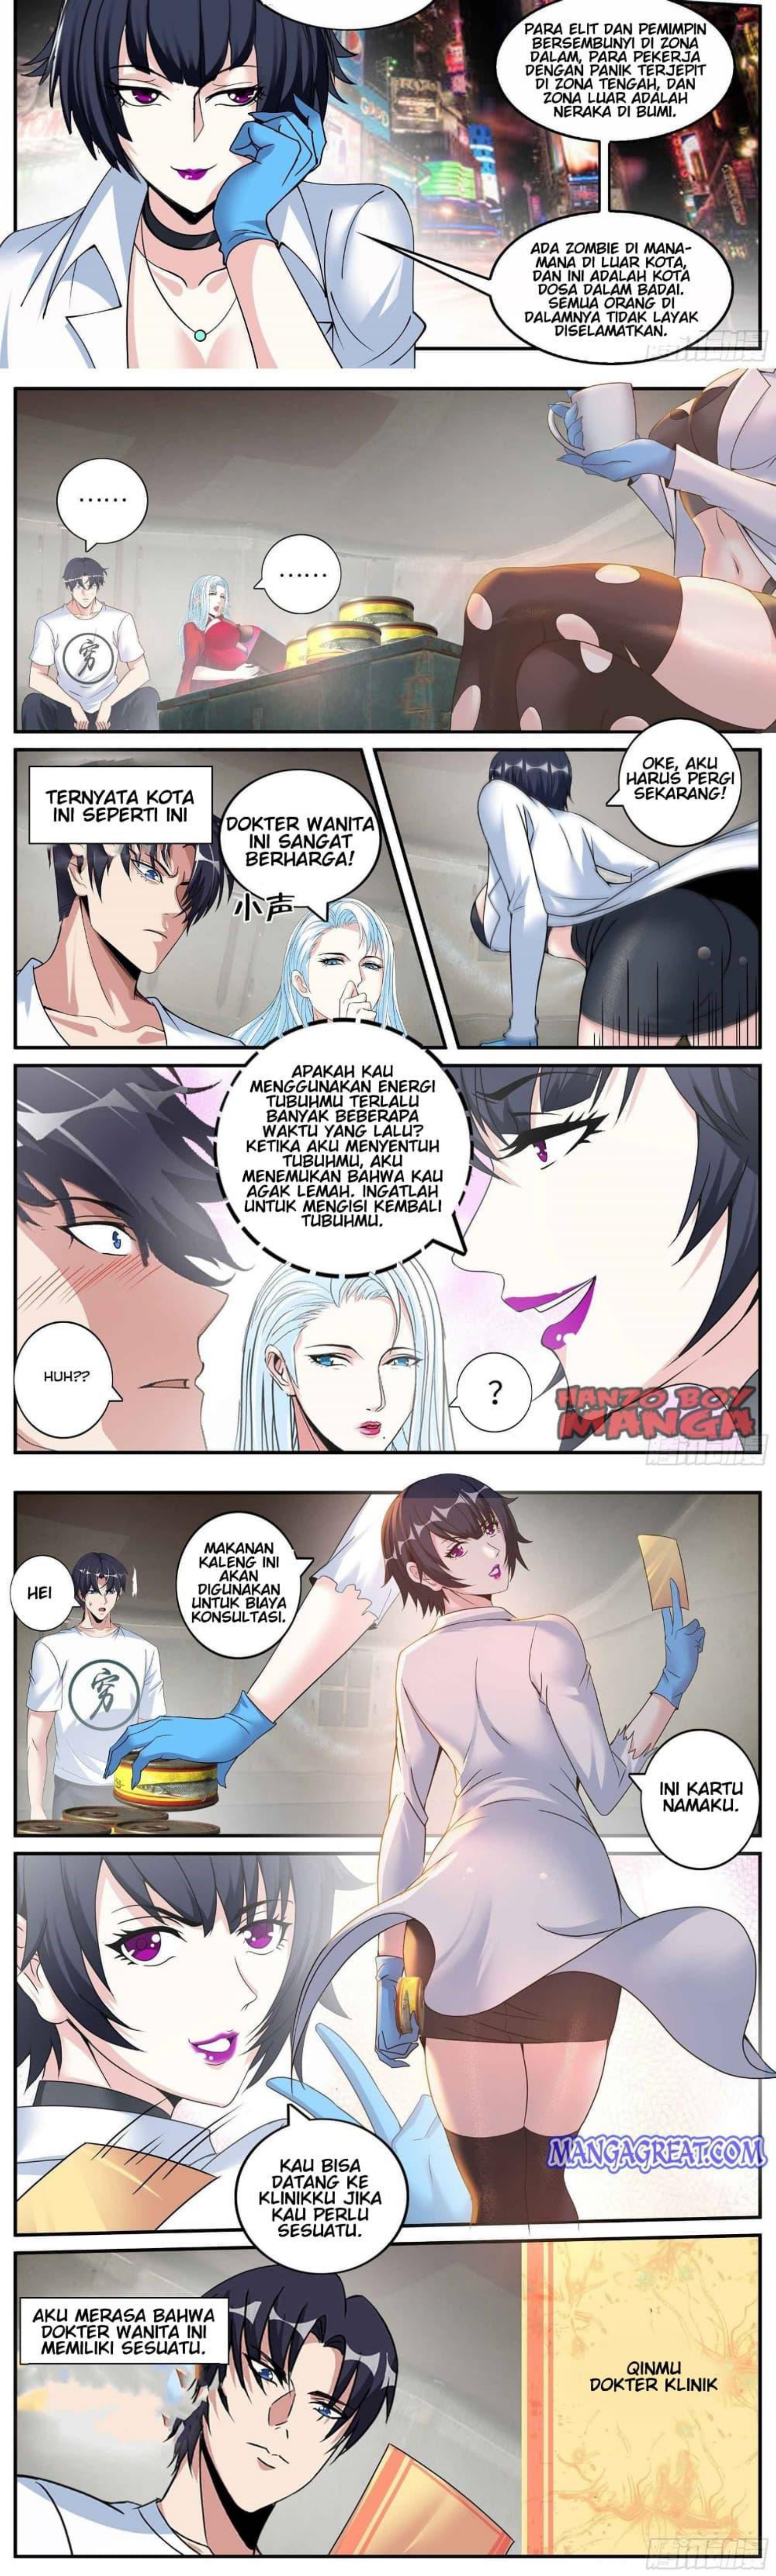 PARA ELIT DAN PEMIMPIN
BERSEMBUNYI DI ZONA
DALAM, PARA PEKERJA
DENGAN PANIK TERJEPIT
DI ZONA TENGAH, DAN
ZONA LUAR ADALAH
NERAKA DI BUMI.
ADA ZOMBIE DI MANA-
MANA DI LUAR KOTA,
DAN INI ADALAH KOTA
DOSA DALAM BADAI.
SEMUA ORANG DI
DALAMNYA TIDAK LAYAK
DISELAMATKAN.
......
......
穷
TERNYATA KOTA
INI SEPERTI INI
DOKTER WANITA
INI SANGAT
BERHARGA!
小声
OKE, AKU
HARUS PERGI
SEKARANG!
APAKAH KAU
MENGGUNAKAN ENERGI
TUBUHMU TERLALU
BANYAK BEBERAPA
WAKTU YANG LALU?
KETIKA AKU MENYENTUH
TUBUHMU, AKU
MENEMUKAN BAHWA KAU
AGAK LEMAH. INGATLAH
UNTUK MENGISI KEMBALI
TUBUHMU.
HUH??
?
HANZO BOY
MANGA
HEI
MAKANAN
KALENG INI
AKAN
DIGUNAKAN
UNTUK BIAYA
KONSULTASI.
穷
INI KARTU
NAMAKU.
MANGAGREAT.COM
KAU BISA
DATANG KE
KLINIKKU JIKA
KAU PERLU
SESUATU.
AKU MERASA BAHWA
DOKTER WANITA INI
MEMILIKI SESUATU.
QINMU
DOKTER KLINIK